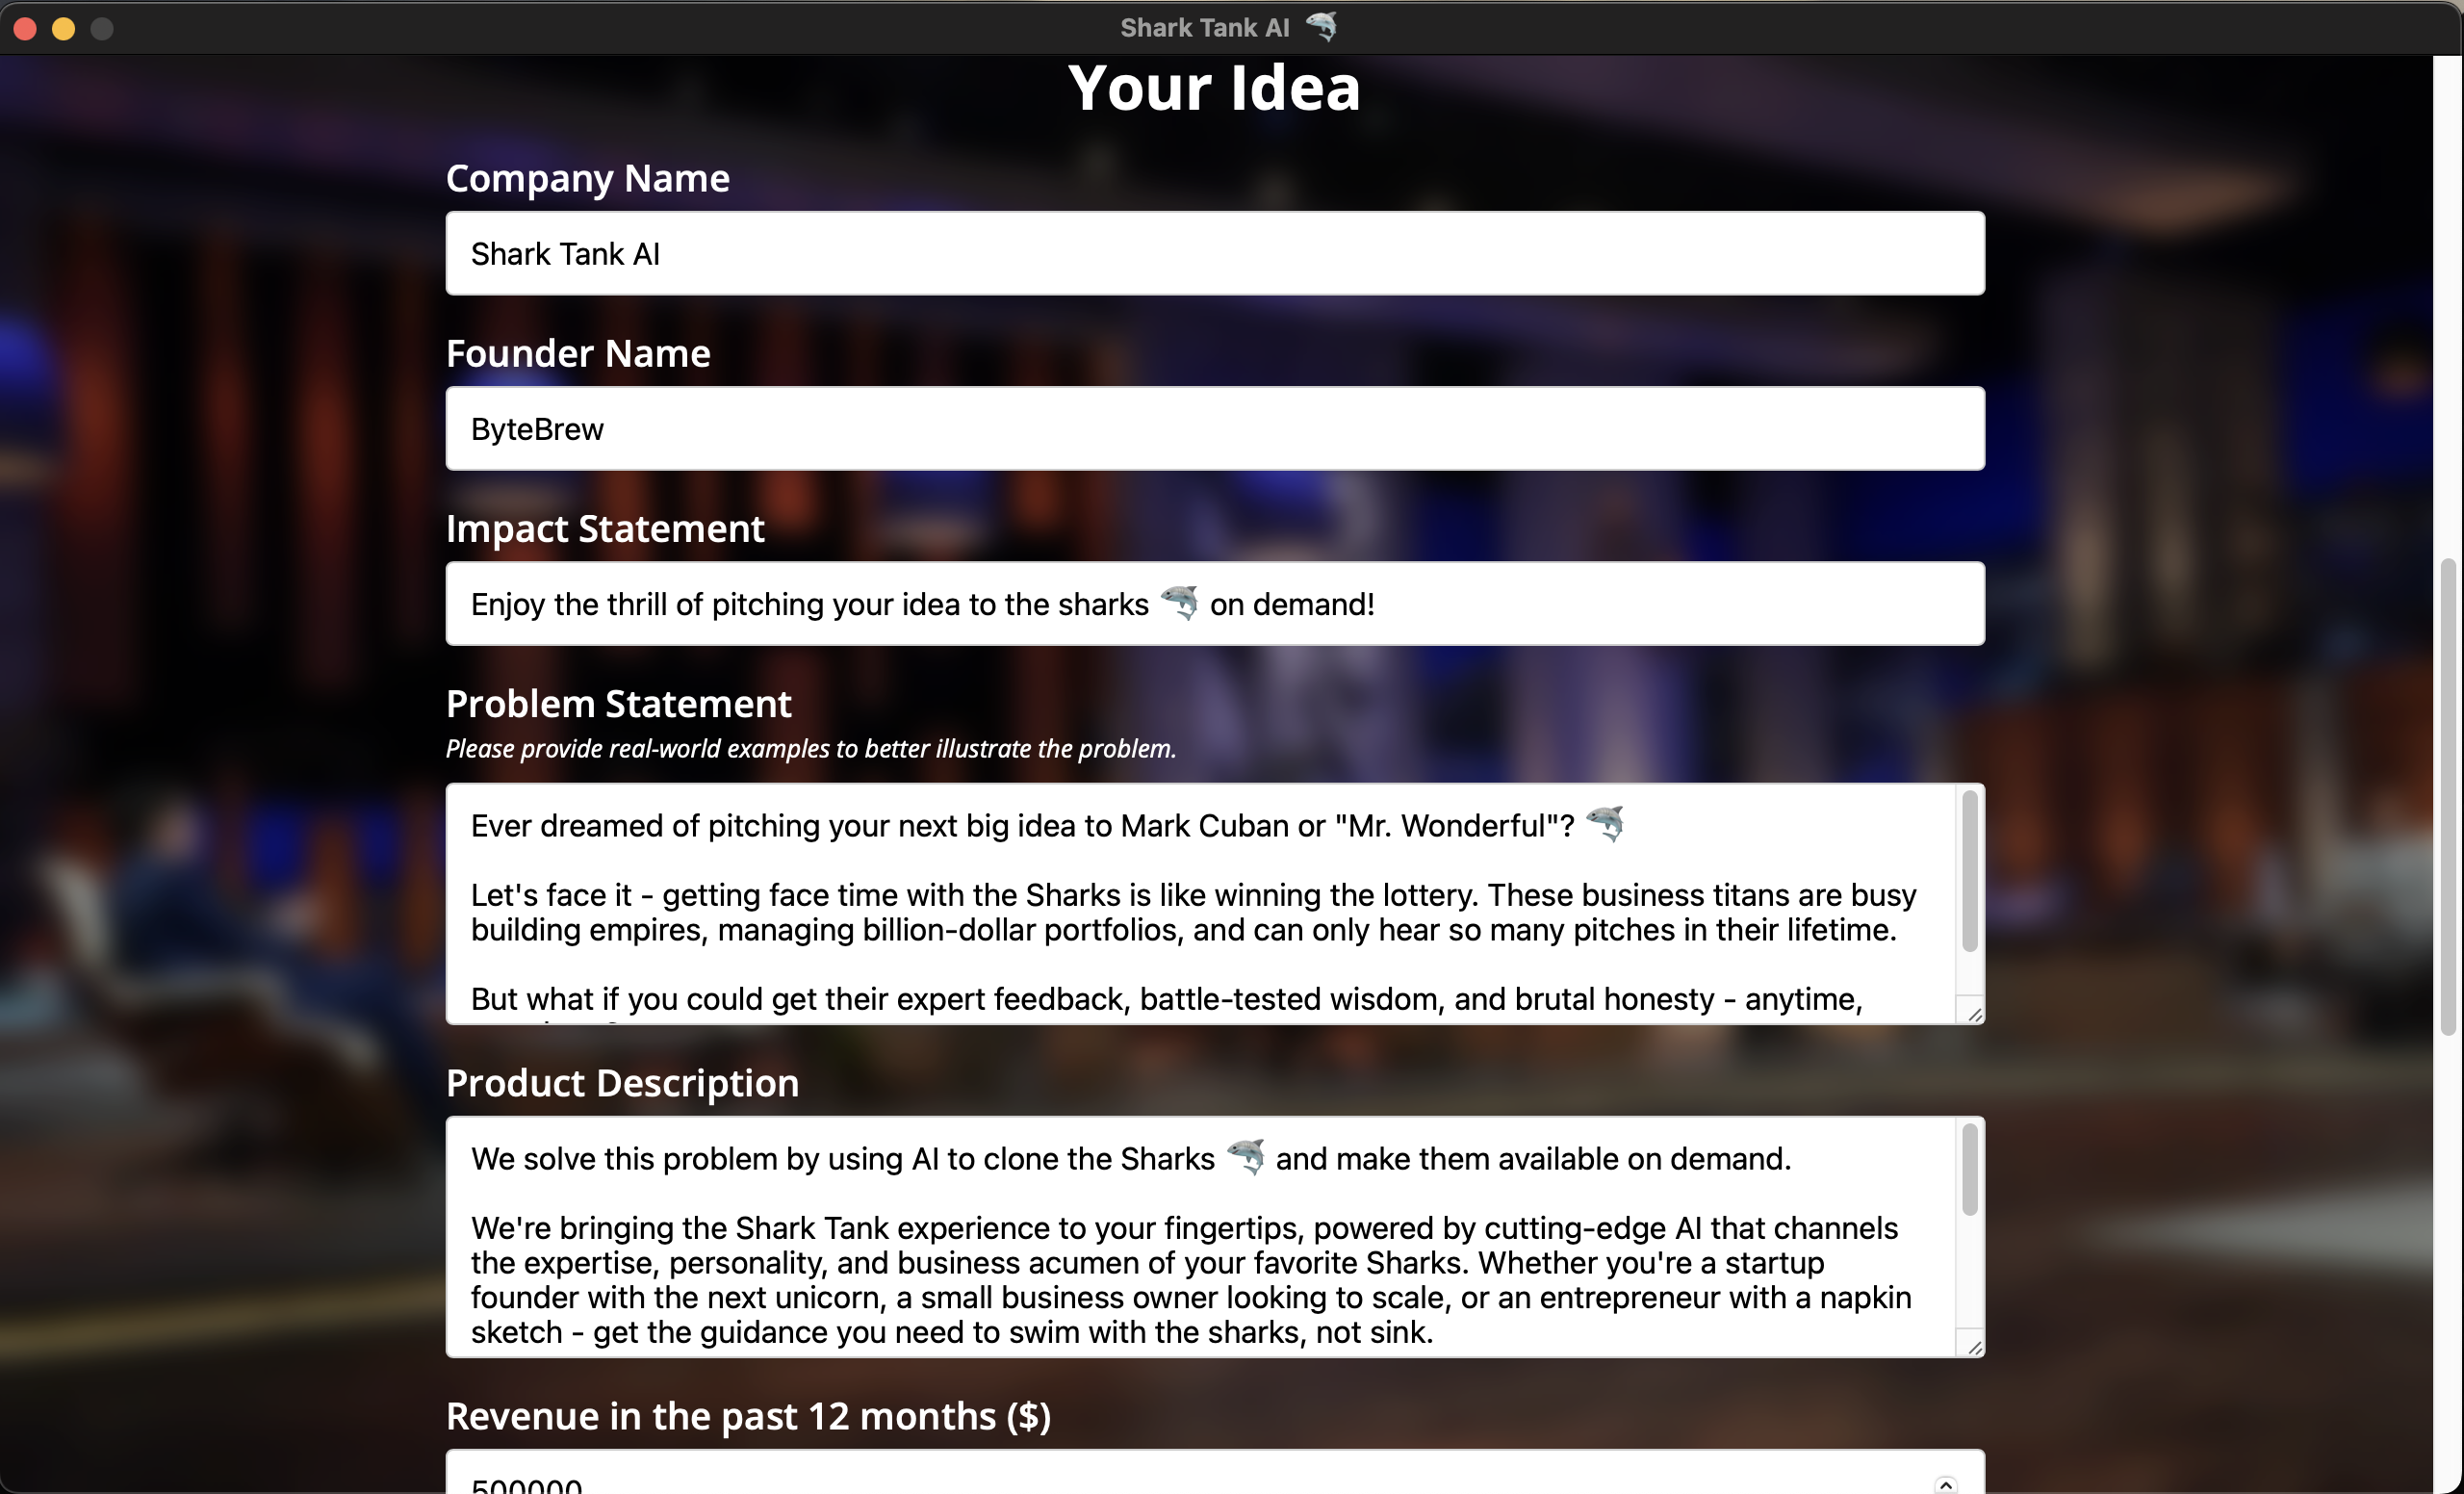 Shark Tank AI 🦈
Your Idea
Company Name
Shark Tank AI
Founder Name
ByteBrew
Impact Statement
Enjoy the thrill of pitching your idea to the sharks 🦈 on demand!
Problem Statement
Please provide real-world examples to better illustrate the problem.
Ever dreamed of pitching your next big idea to Mark Cuban or "Mr. Wonderful"? 🦈
Let's face it - getting face time with the Sharks is like winning the lottery. These business titans are busy
building empires, managing billion-dollar portfolios, and can only hear so many pitches in their lifetime.
But what if you could get their expert feedback, battle-tested wisdom, and brutal honesty - anytime,
Product Description
We solve this problem by using AI to clone the Sharks 🦈 and make them available on demand.
We're bringing the Shark Tank experience to your fingertips, powered by cutting-edge AI that channels
the expertise, personality, and business acumen of your favorite Sharks. Whether you're a startup
founder with the next unicorn, a small business owner looking to scale, or an entrepreneur with a napkin
sketch - get the guidance you need to swim with the sharks, not sink.
Revenue in the past 12 months ($)
500000